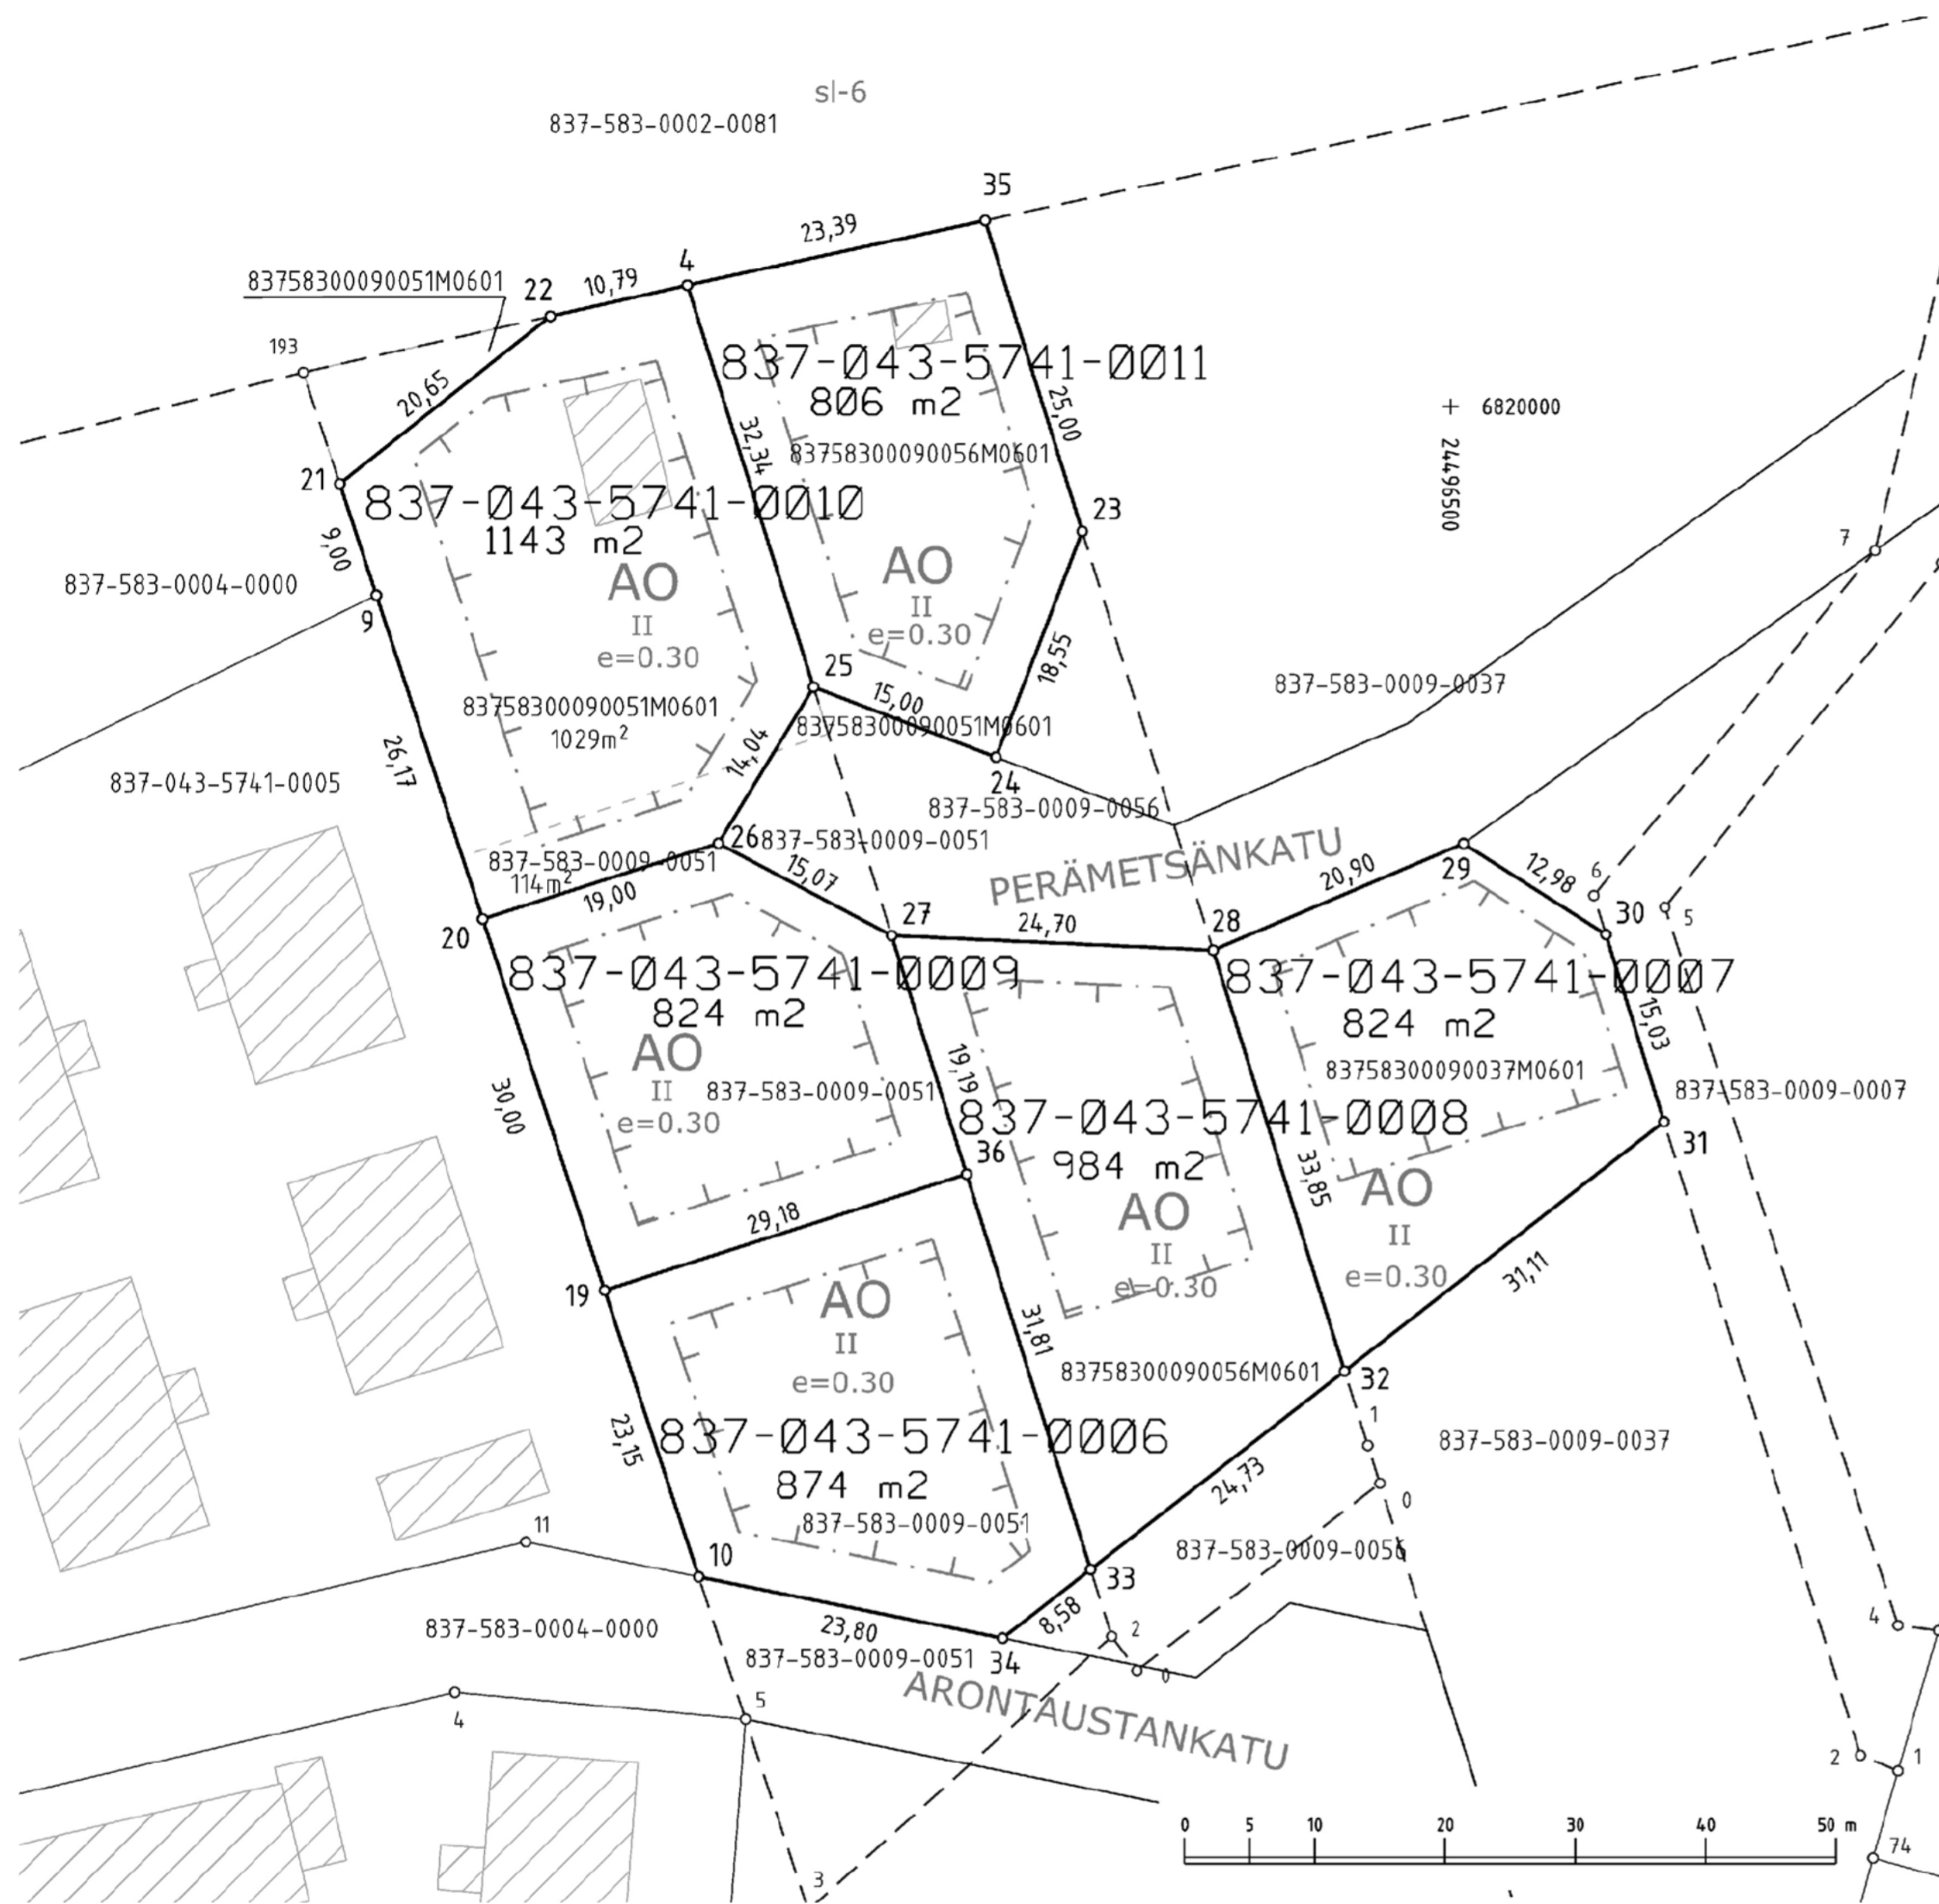 sl-6
837-583-0002-0081
35
23,39
4
83758300090051M0601
22
10,79
193
837-043-5741-0011
806 m2
20,65
25,00
6820000
24496500
32,34
83758300090056M0601
21
837-043-5741-0010
1143 m2
23
9,00
7
AO
II
e=0.30
AO
II
e=0.30
837-583-0004-0000
9
18,55
25
15,00
837-583-0009-0037
83758300090051M0601
1029m²
83758300090051M0601
14,04
26,17
24
837-043-5741-0005
837-583-0009-0056
26
837-583-0009-0051
837-583-0009-0051
114m²
15,07
PERÄMETSÄNKATU
20,90
29
12,98
6
19,00
20
27
24,70
28
30
5
837-043-5741-0009
824 m2
AO
II
e=0.30
837-583-0009-0051
837-043-5741-0007
824 m2
15,03
83758300090037M0601
837-583-0009-0007
19,19
30,00
837-043-5741-0008
984 m2
31
36
33,85
AO
II
e=0.30
AO
II
e=0.30
29,18
31,11
19
AO
II
e=0.30
31,81
83758300090056M0601
32
1
23,15
837-043-5741-0006
874 m2
837-583-0009-0037
24,73
0
837-583-0009-0051
11
10
837-583-0009-0056
33
8,58
23,80
837-583-0004-0000
2
4
837-583-0009-0051
34
0
ARONTAUSTANKATU
5
4
2
1
0 5 10 20 30 40 50 m
74
3